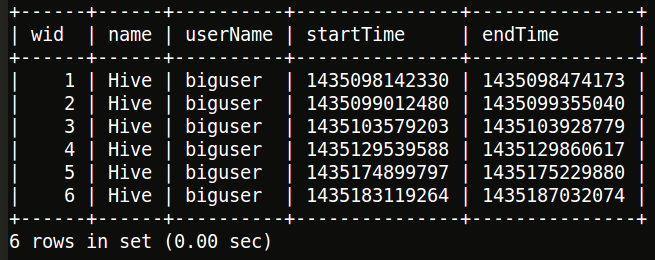 +------+------+----------+---------------+---------------+
| wid  | name | userName | startTime     | endTime       |
+------+------+----------+---------------+---------------+
|    1 | Hive | biguser  | 1435098142330 | 1435098474173 |
|    2 | Hive | biguser  | 1435099012480 | 1435099355040 |
|    3 | Hive | biguser  | 1435103579203 | 1435103928779 |
|    4 | Hive | biguser  | 1435129539588 | 1435129860617 |
|    5 | Hive | biguser  | 1435174899797 | 1435175229880 |
|    6 | Hive | biguser  | 1435183119264 | 1435187032074 |
+------+------+----------+---------------+---------------+
6 rows in set (0.00 sec)